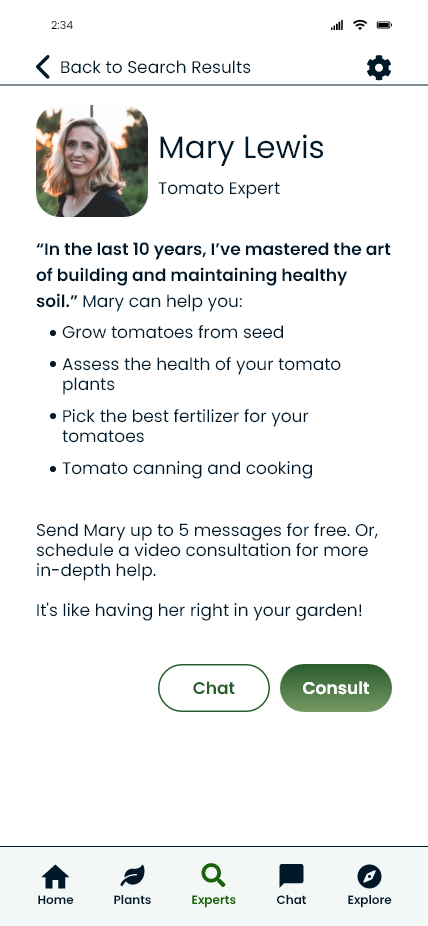 2:34
Back to Search Results
Mary Lewis
Tomato Expert
“In the last 10 years, I’ve mastered the art
of building and maintaining healthy
soil.” Mary can help you:
• Grow tomatoes from seed
• Assess the health of your tomato
plants
• Pick the best fertilizer for your
tomatoes
• Tomato canning and cooking
Send Mary up to 5 messages for free. Or,
schedule a video consultation for more
in-depth help.
It's like having her right in your garden!
Chat
Consult
Home
Plants
Experts
Chat
Explore